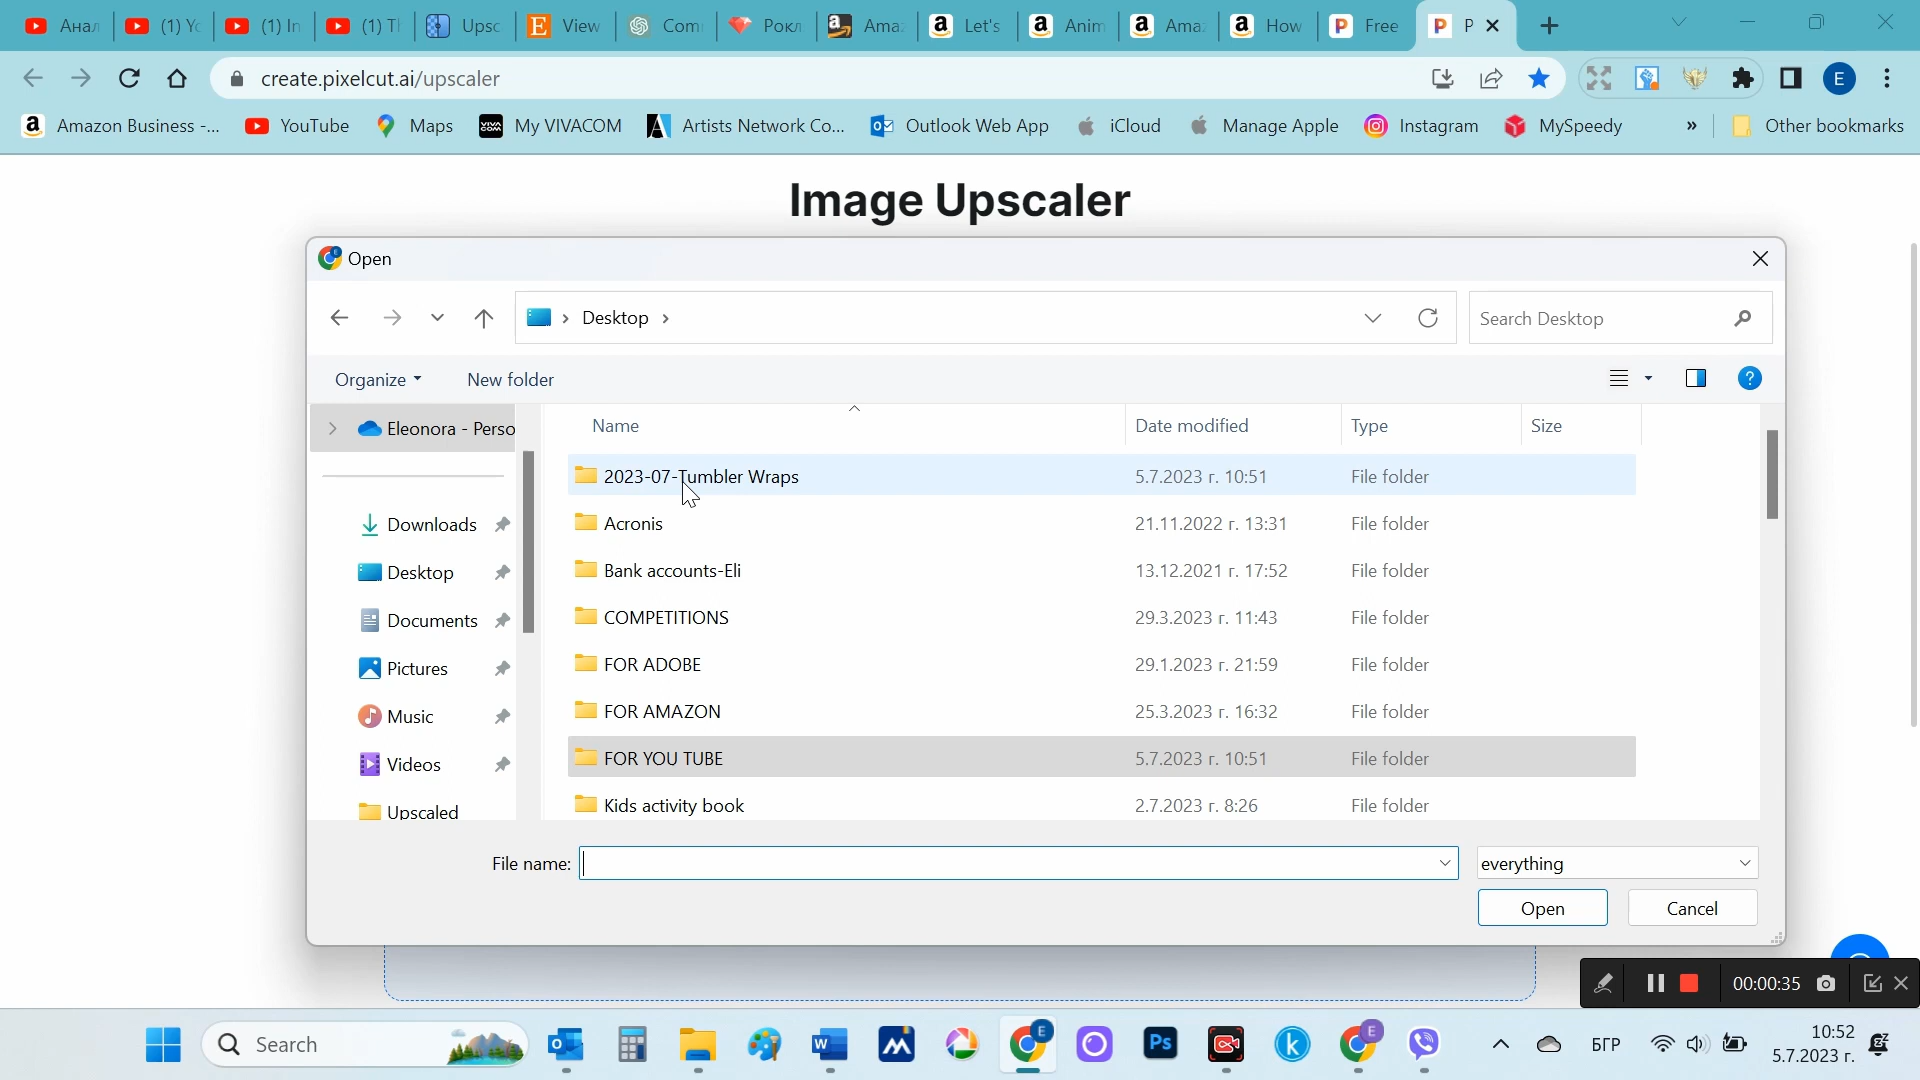 Анал
(1) Yo
(1) In
(1) Th
Upsc
View
Com
Рокл
Amaz
Let's
Anim
Amaz
How
Free
P
create.pixelcut.ai/upscaler
E
Amazon Business -...
YouTube
Maps
My VIVACOM
Artists Network Co...
Outlook Web App
iCloud
Manage Apple
Instagram
MySpeedy
»
Other bookmarks
Image Upscaler
Open
Desktop
Search Desktop
Organize
New folder
Name
Date modified
Type
Size
Eleonora - Perso
Downloads
Desktop
Documents
Pictures
Music
Videos
Upscaled
2023-07-Tumbler Wraps 5.7.2023 г. 10:51 File folder
Acronis 21.11.2022 г. 13:31 File folder
Bank accounts-Eli 13.12.2021 г. 17:52 File folder
COMPETITIONS 29.3.2023 г. 11:43 File folder
FOR ADOBE 29.1.2023 г. 21:59 File folder
FOR AMAZON 25.3.2023 г. 16:32 File folder
FOR YOU TUBE 5.7.2023 г. 10:51 File folder
Kids activity book 2.7.2023 г. 8:26 File folder
File name:
everything
Open
Cancel
00:00:35
Search
БГР
10:52
5.7.2023 г.